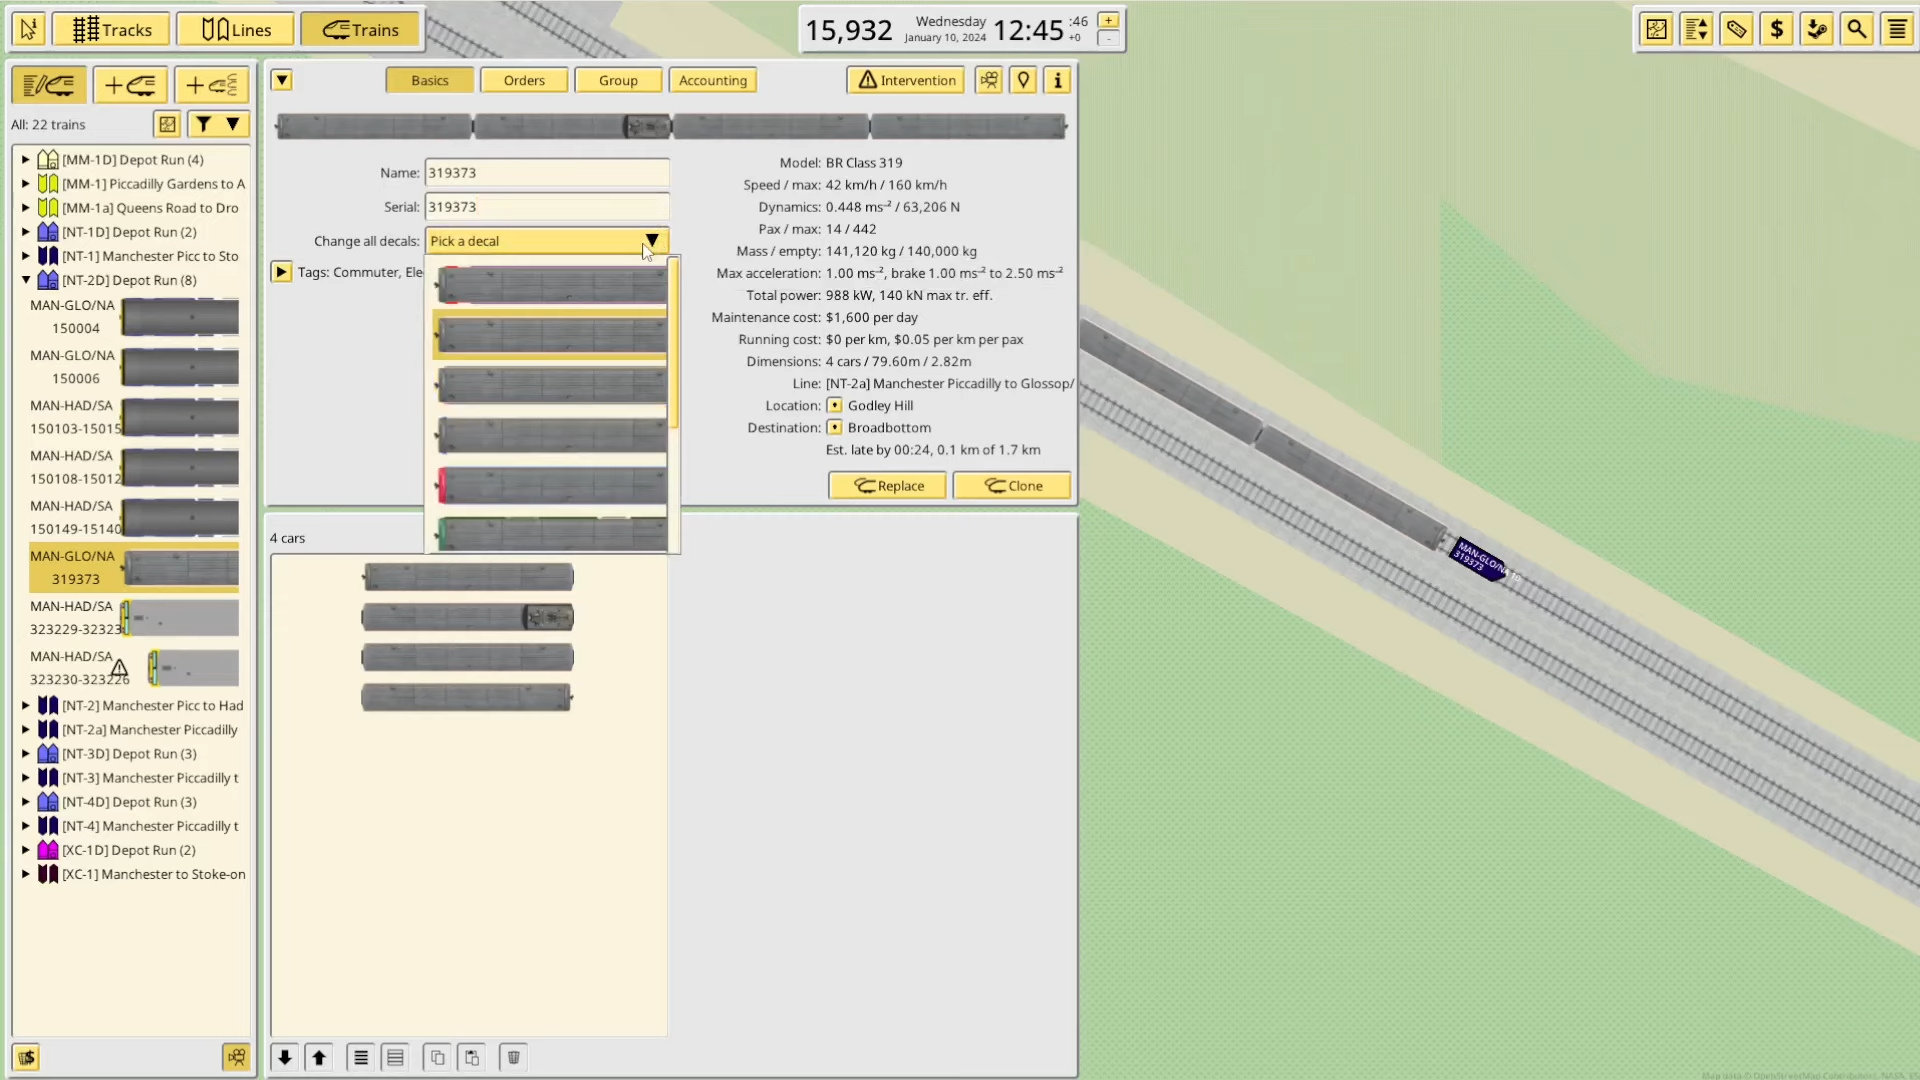 Tracks
Lines
Trains
15,932
Wednesday
January 10, 2024
12:45
:46
+0
+
-
$
All: 22 trains
[MM-1D] Depot Run (4)
[MM-1] Piccadilly Gardens to A
[MM-1a] Queens Road to Dro
[NT-1D] Depot Run (2)
[NT-1] Manchester Picc to Sto
[NT-2D] Depot Run (8)
MAN-GLO/NA
150004
MAN-GLO/NA
150006
MAN-HAD/SA
150103-15015
MAN-HAD/SA
150108-15012
MAN-HAD/SA
150149-15140
MAN-GLO/NA
319373
MAN-HAD/SA
323229-32323
MAN-HAD/SA
323230-323226
[NT-2] Manchester Picc to Had
[NT-2a] Manchester Piccadilly
[NT-3D] Depot Run (3)
[NT-3] Manchester Piccadilly t
[NT-4D] Depot Run (3)
[NT-4] Manchester Piccadilly t
[XC-1D] Depot Run (2)
[XC-1] Manchester to Stoke-on
Basics
Orders
Group
Accounting
Intervention
i
Name: 319373
Serial: 319373
Change all decals: Pick a decal
Tags: Commuter, Ele
Model: BR Class 319
Speed / max: 42 km/h / 160 km/h
Dynamics: 0.448 ms⁻² / 63,206 N
Pax / max: 14 / 442
Mass / empty: 141,120 kg / 140,000 kg
Max acceleration: 1.00 ms⁻², brake 1.00 ms⁻² to 2.50 ms⁻²
Total power: 988 kW, 140 kN max tr. eff.
Maintenance cost: $1,600 per day
Running cost: $0 per km, $0.05 per km per pax
Dimensions: 4 cars / 79.60m / 2.82m
Line: [NT-2a] Manchester Piccadilly to Glossop/
Location: Godley Hill
Destination: Broadbottom
Est. late by 00:24, 0.1 km of 1.7 km
Replace
Clone
4 cars
MAN-GLO/NA
319373
Map data © OpenStreetMap Contributors, NASA,